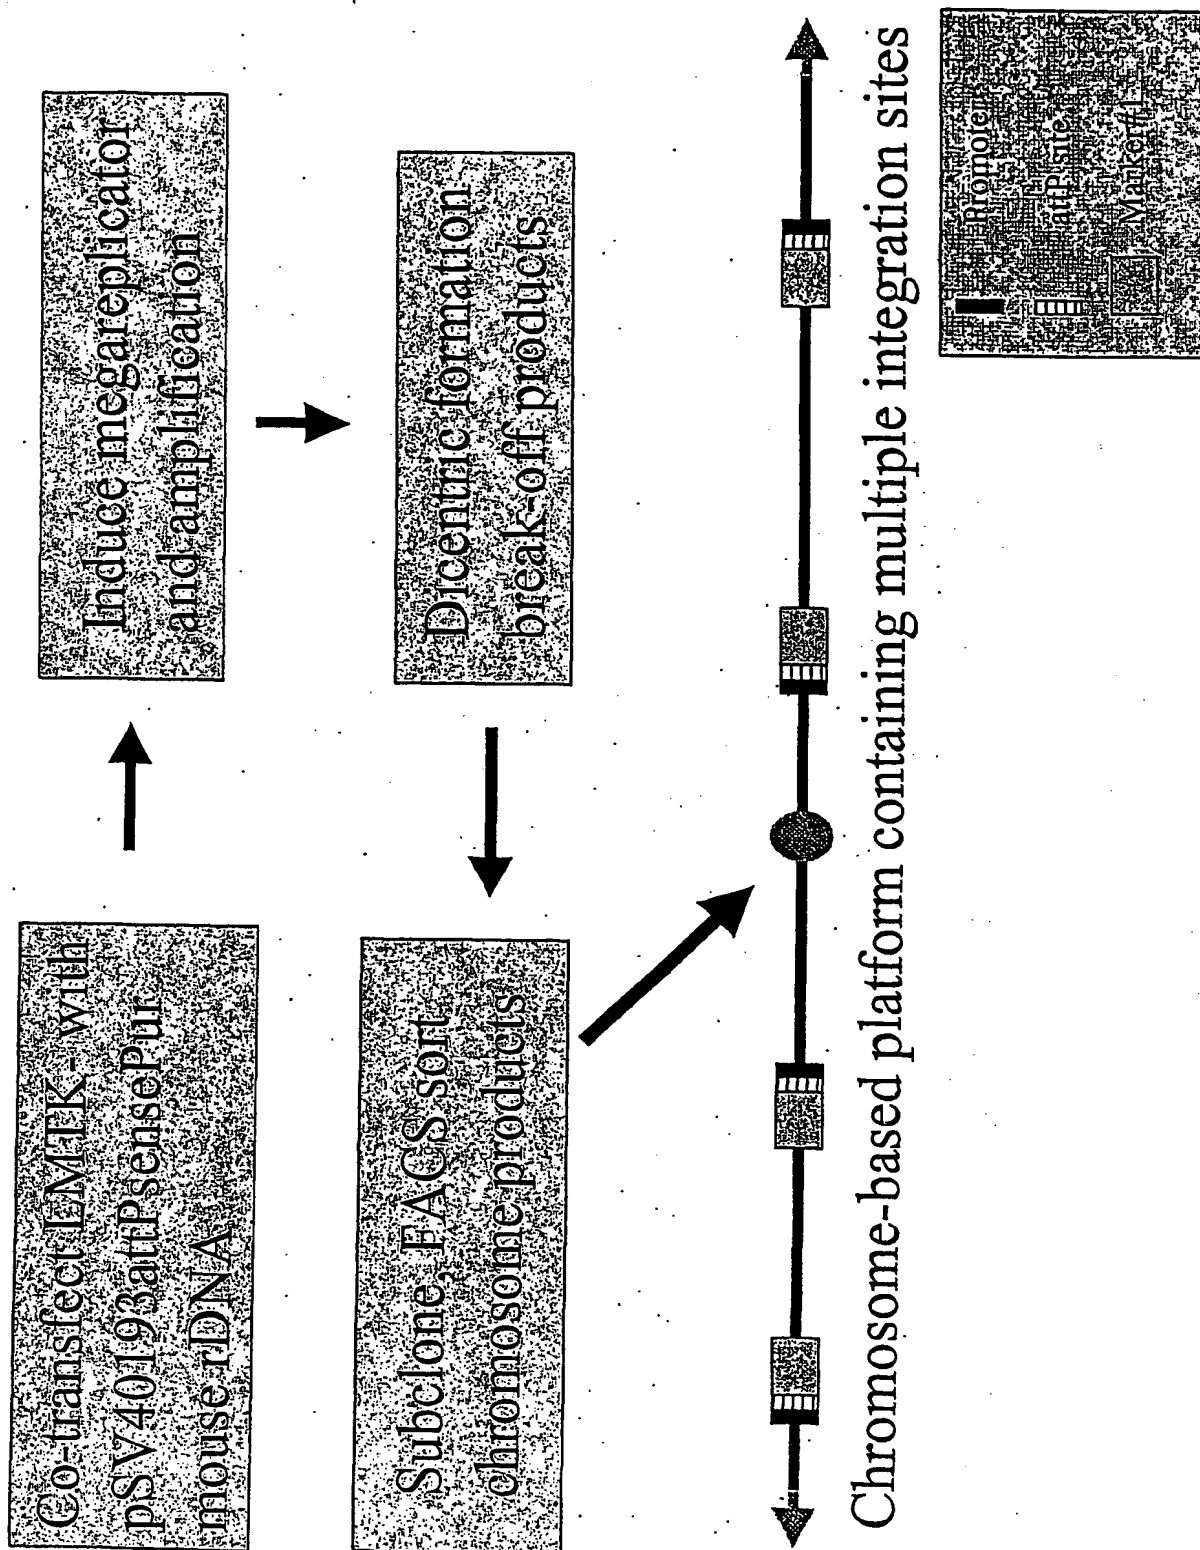 Co-transfect LMTK- with
pSV40193attPsensePur
mouse rDNA
Induce megareplicator
and amplification
Dicentric formation
break-off products
Subclone, FACS sort
chromosome products
Chromosome-based platform containing multiple integration sites
Promoter
attP site
Marker#1